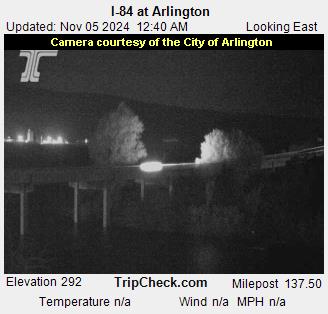 I-84 at Arlington
Updated: Nov 05 2024 12:40 AM Looking East
Camera courtesy of the City of Arlington
Elevation 292 TripCheck.com Milepost 137.50
Temperature n/a Wind n/a MPH n/a